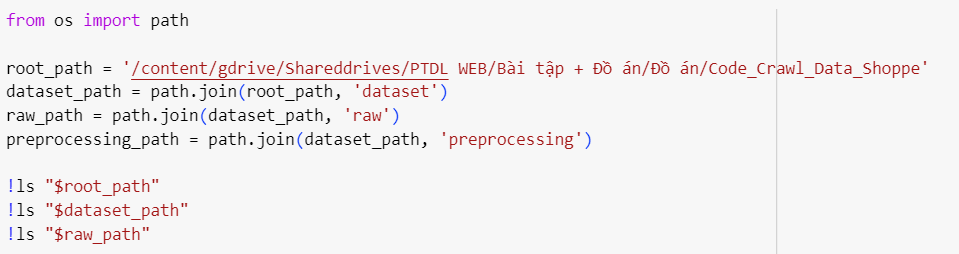 from os import path
root_path = '/content/gdrive/Shareddrives/PTDL WEB/Bài tập + Đồ án/Đồ án/Code_Crawl_Data_Shoppe'
dataset_path = path.join(root_path, 'dataset')
raw_path = path.join(dataset_path, 'raw')
preprocessing_path = path.join(dataset_path, 'preprocessing')
!ls "$root_path"
!ls "$dataset_path"
!ls "$raw_path"